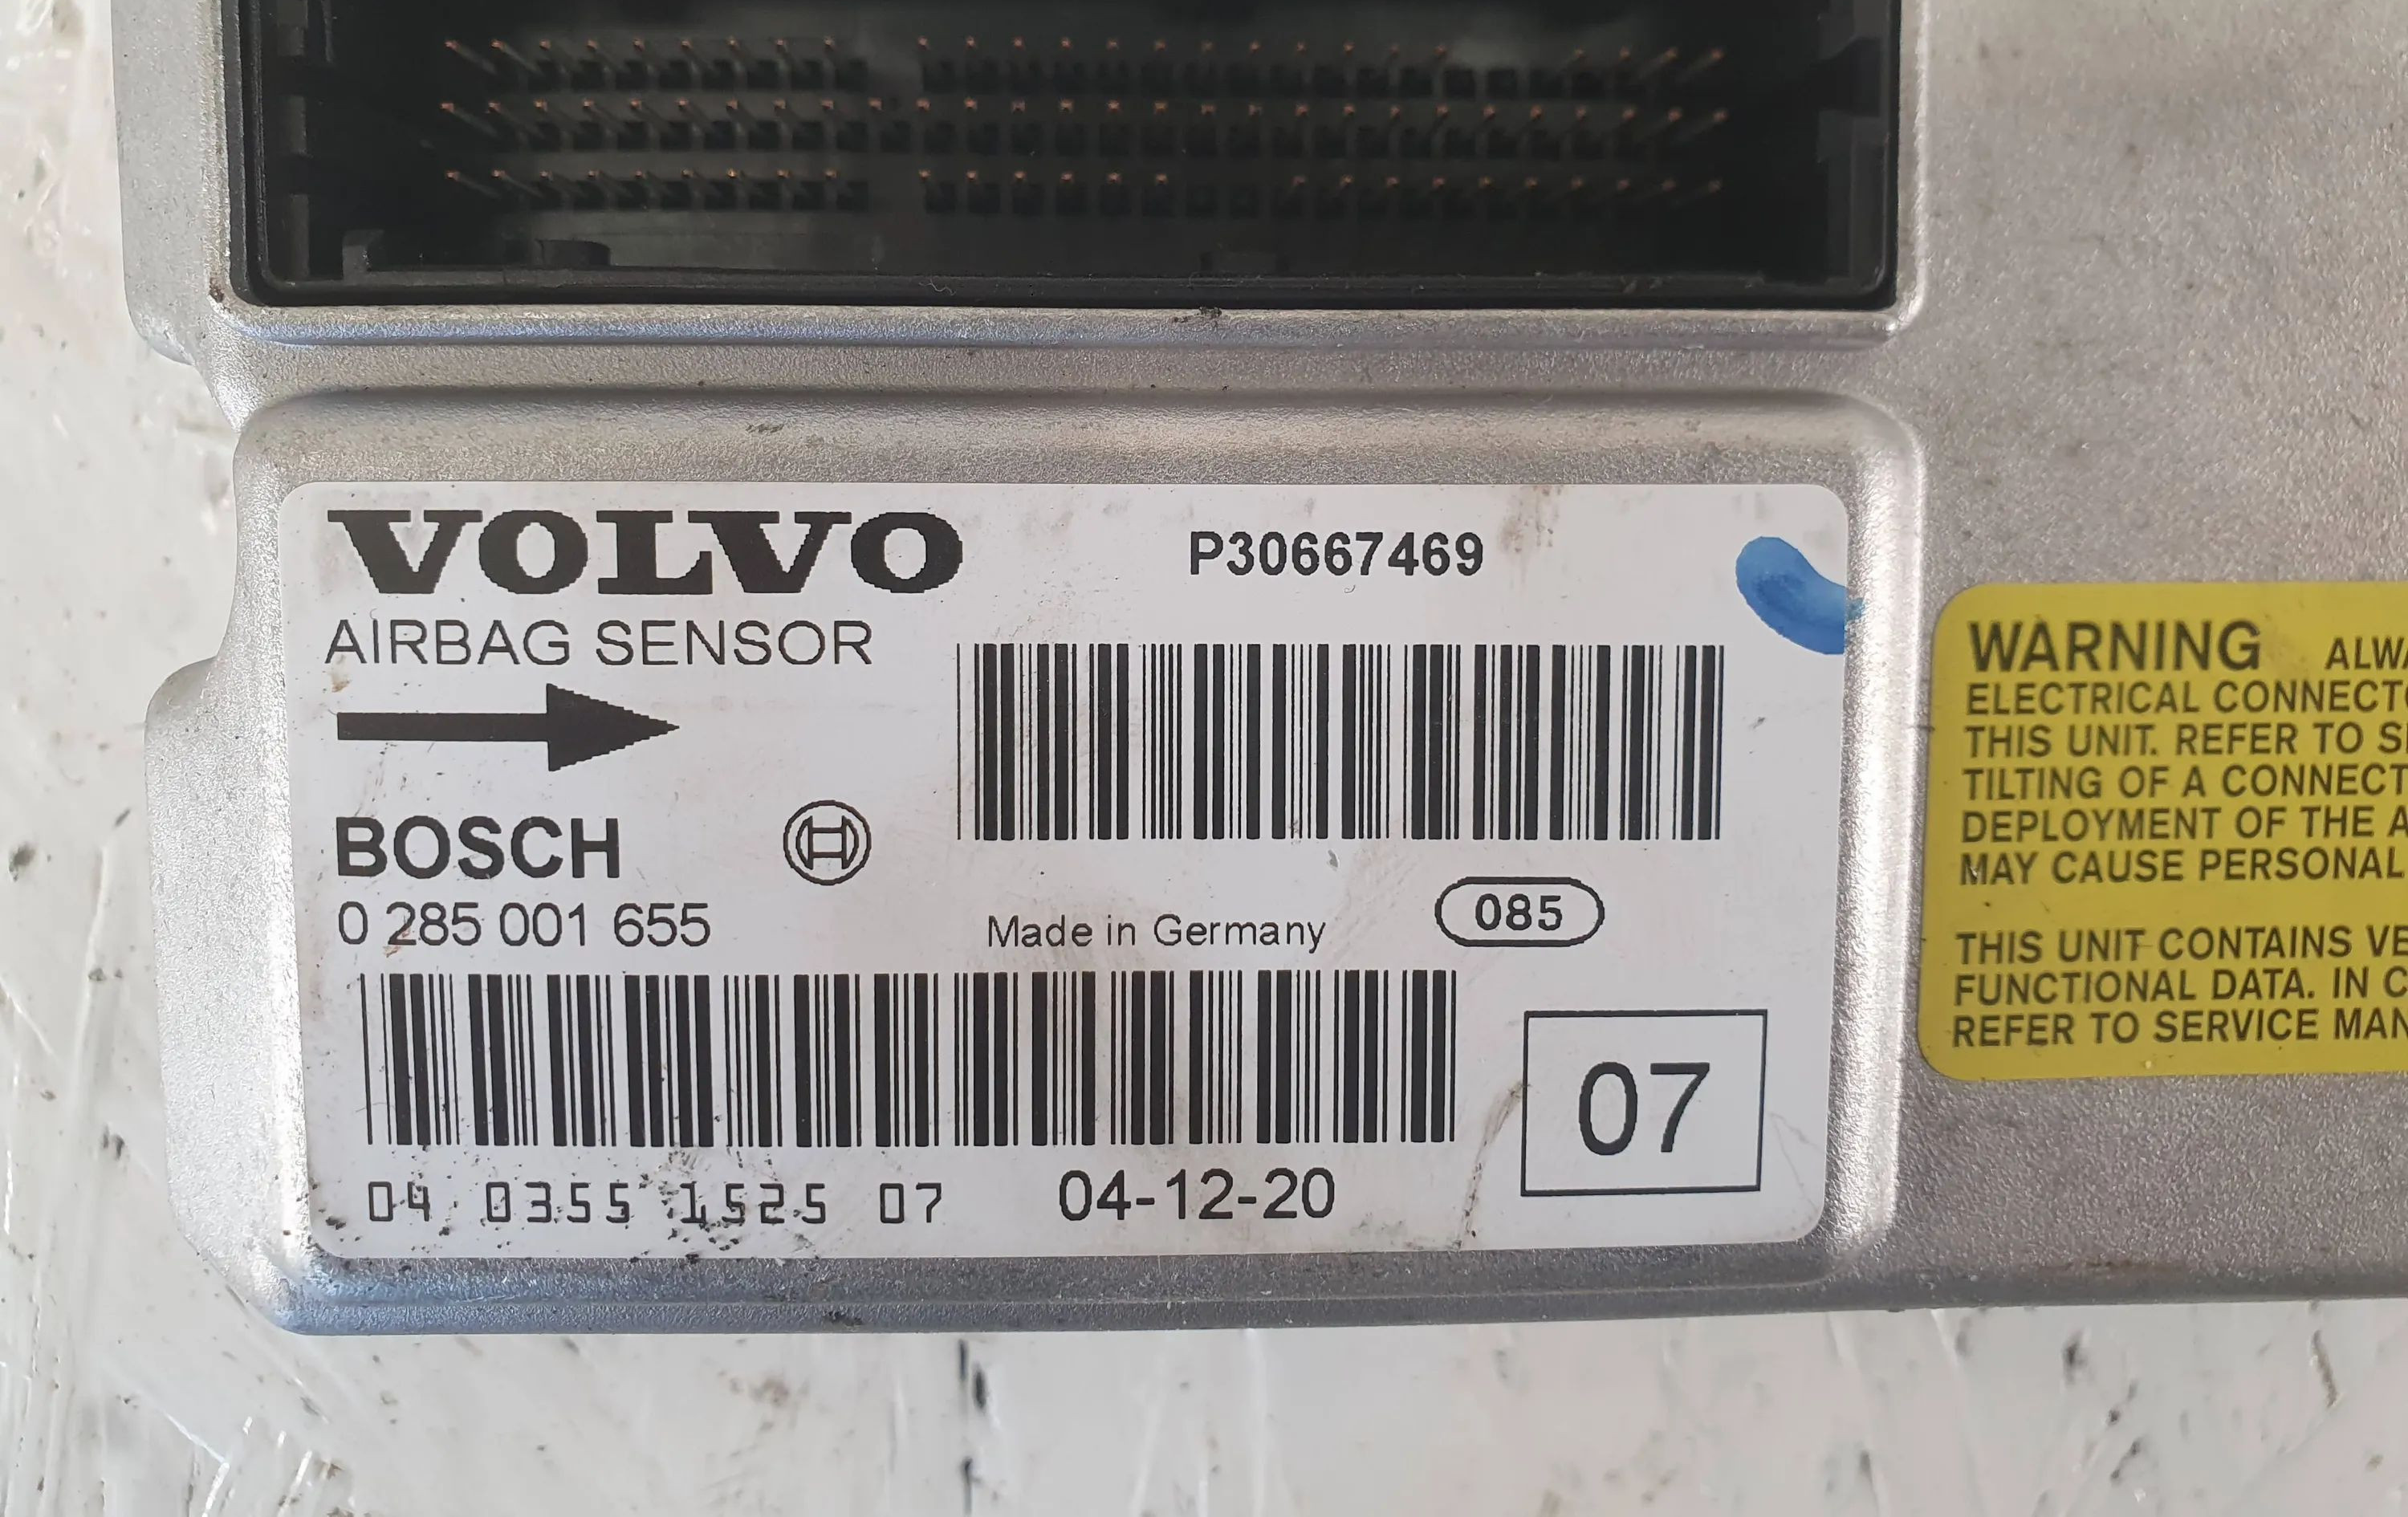 VOLVO
P30667469
AIRBAG SENSOR
BOSCH
0 285 001 655
Made in Germany
085
07
04 0355 1525 07
04-12-20
WARNING ALWA
ELECTRICAL CONNECT
THIS UNIT. REFER TO
TILTING OF A CONNECT
DEPLOYMENT OF THE A
MAY CAUSE PERSONAL
THIS UNIT CONTAINS VE
FUNCTIONAL DATA. IN C
REFER TO SERVICE MAN